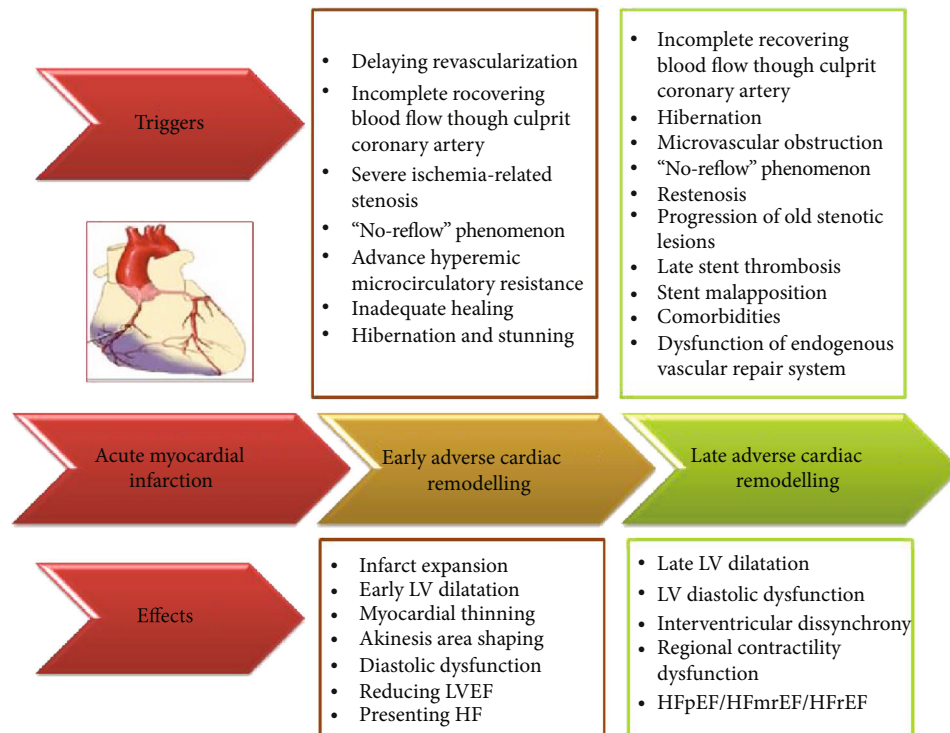 Triggers
• Delaying revascularization
• Incomplete rocovering
blood flow though culprit
coronary artery
• Severe ischemia-related
stenosis
• “No-reflow” phenomenon
• Advance hyperemic
microcirculatory resistance
• Inadequate healing
• Hibernation and stunning
• Incomplete recovering
blood flow though culprit
coronary artery
• Hibernation
• Microvascular obstruction
• “No-reflow” phenomenon
• Restenosis
• Progression of old stenotic
lesions
• Late stent thrombosis
• Stent malapposition
• Comorbidities
• Dysfunction of endogenous
vascular repair system
Acute myocardial
infarction
Early adverse cardiac
remodelling
Late adverse cardiac
remodelling
Effects
• Infarct expansion
• Early LV dilatation
• Myocardial thinning
• Akinesis area shaping
• Diastolic dysfunction
• Reducing LVEF
• Presenting HF
• Late LV dilatation
• LV diastolic dysfunction
• Interventricular dissynchrony
• Regional contractility
dysfunction
• HFpEF/HFmrEF/HFrEF